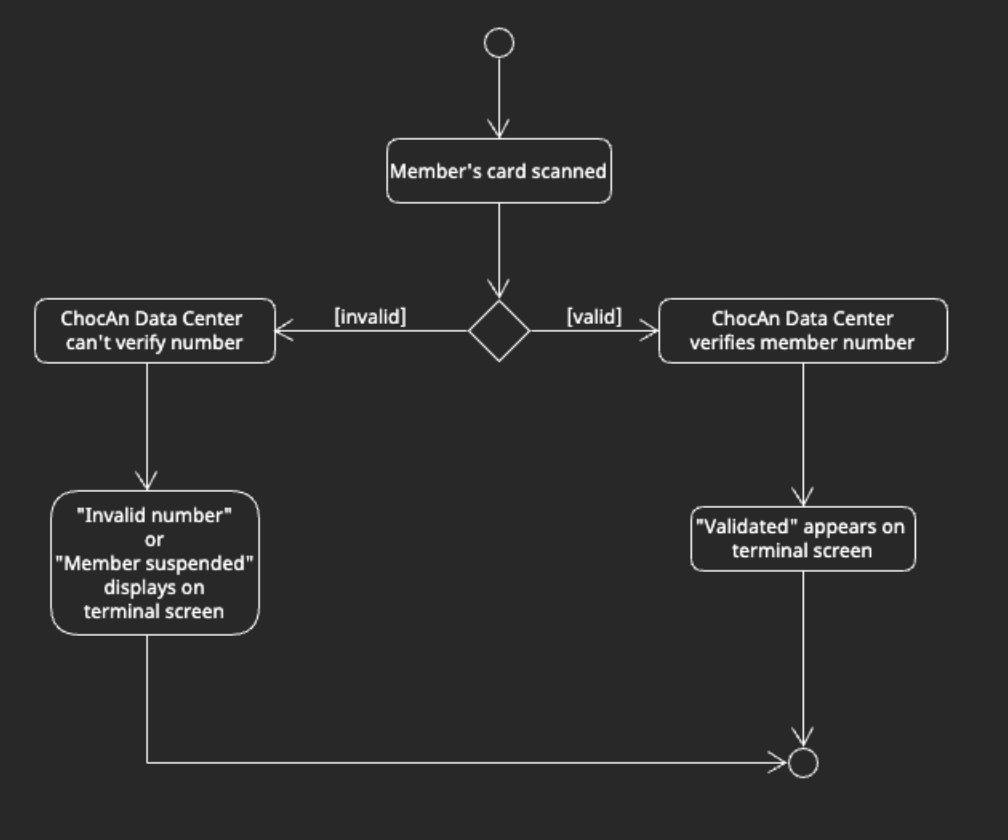 Member's card scanned
[invalid]
[valid]
ChocAn Data Center
can't verify number
ChocAn Data Center
verifies member number
"Invalid number"
or
"Member suspended"
displays on
terminal screen
"Validated" appears on
terminal screen